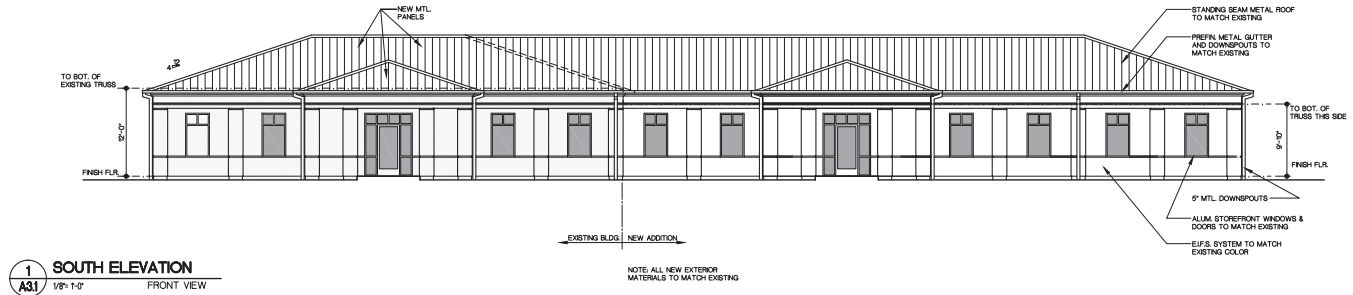 NEW MTL.
PANELS
STANDING SEAM METAL ROOF
TO MATCH EXISTING
PREFIN. METAL GUTTER
AND DOWNSPOUTS TO
MATCH EXISTING
4
12
TO BOT. OF
EXISTING TRUSS
12'-0"
FINISH FLR.
TO BOT. OF
TRUSS THIS SIDE
9'-10"
FINISH FLR.
5" MTL. DOWNSPOUTS
ALUM. STOREFRONT WINDOWS &
DOORS TO MATCH EXISTING
E.I.F.S. SYSTEM TO MATCH
EXISTING COLOR
EXISTING BLDG. NEW ADDITION
NOTE: ALL NEW EXTERIOR
MATERIALS TO MATCH EXISTING
1
A3.1
SOUTH ELEVATION
1/8"= 1'-0" FRONT VIEW